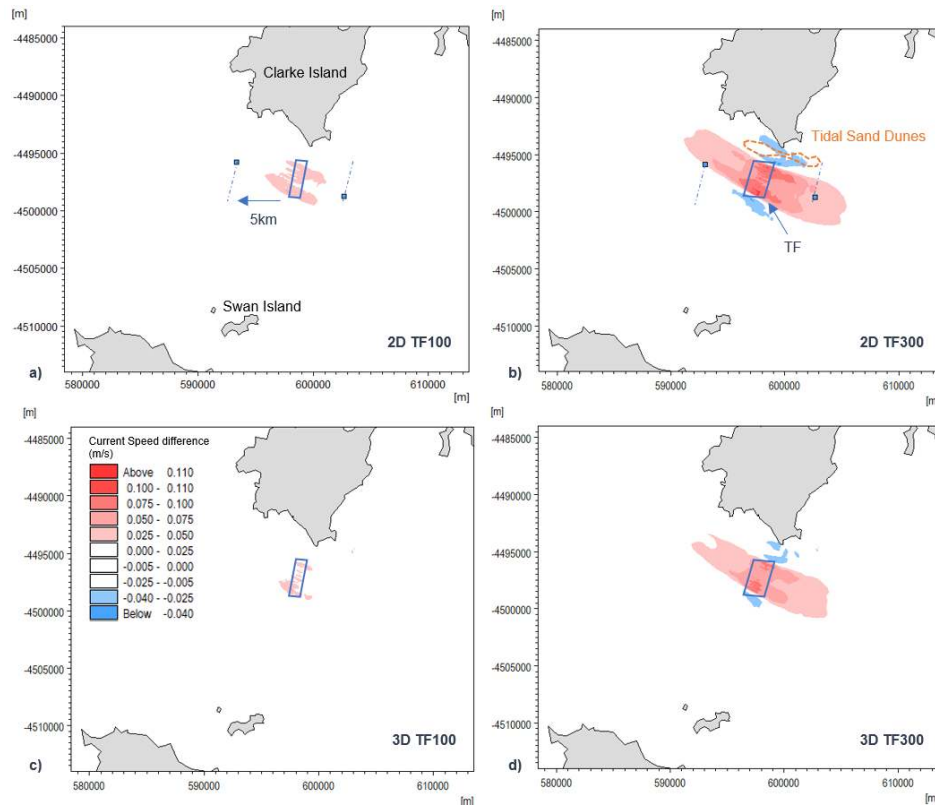 [m]
-4485000
-4490000
-4495000
-4500000
-4505000
-4510000
Clarke Island
5km
Swan Island
2D TF100
a)
580000
590000
600000
610000
[m]
[m]
-4485000
-4490000
-4495000
-4500000
-4505000
-4510000
Tidal Sand Dunes
TF
2D TF300
b)
580000
590000
600000
610000
[m]
[m]
-4485000
-4490000
-4495000
-4500000
-4505000
-4510000
Current Speed difference
(m/s)
Above 0.110
0.100 - 0.110
0.075 - 0.100
0.050 - 0.075
0.025 - 0.050
0.000 - 0.025
-0.005 - 0.000
-0.025 - -0.005
-0.040 - -0.025
Below -0.040
3D TF100
c)
580000
590000
600000
610000
[m]
[m]
-4485000
-4490000
-4495000
-4500000
-4505000
-4510000
3D TF300
d)
580000
590000
600000
610000
[m]